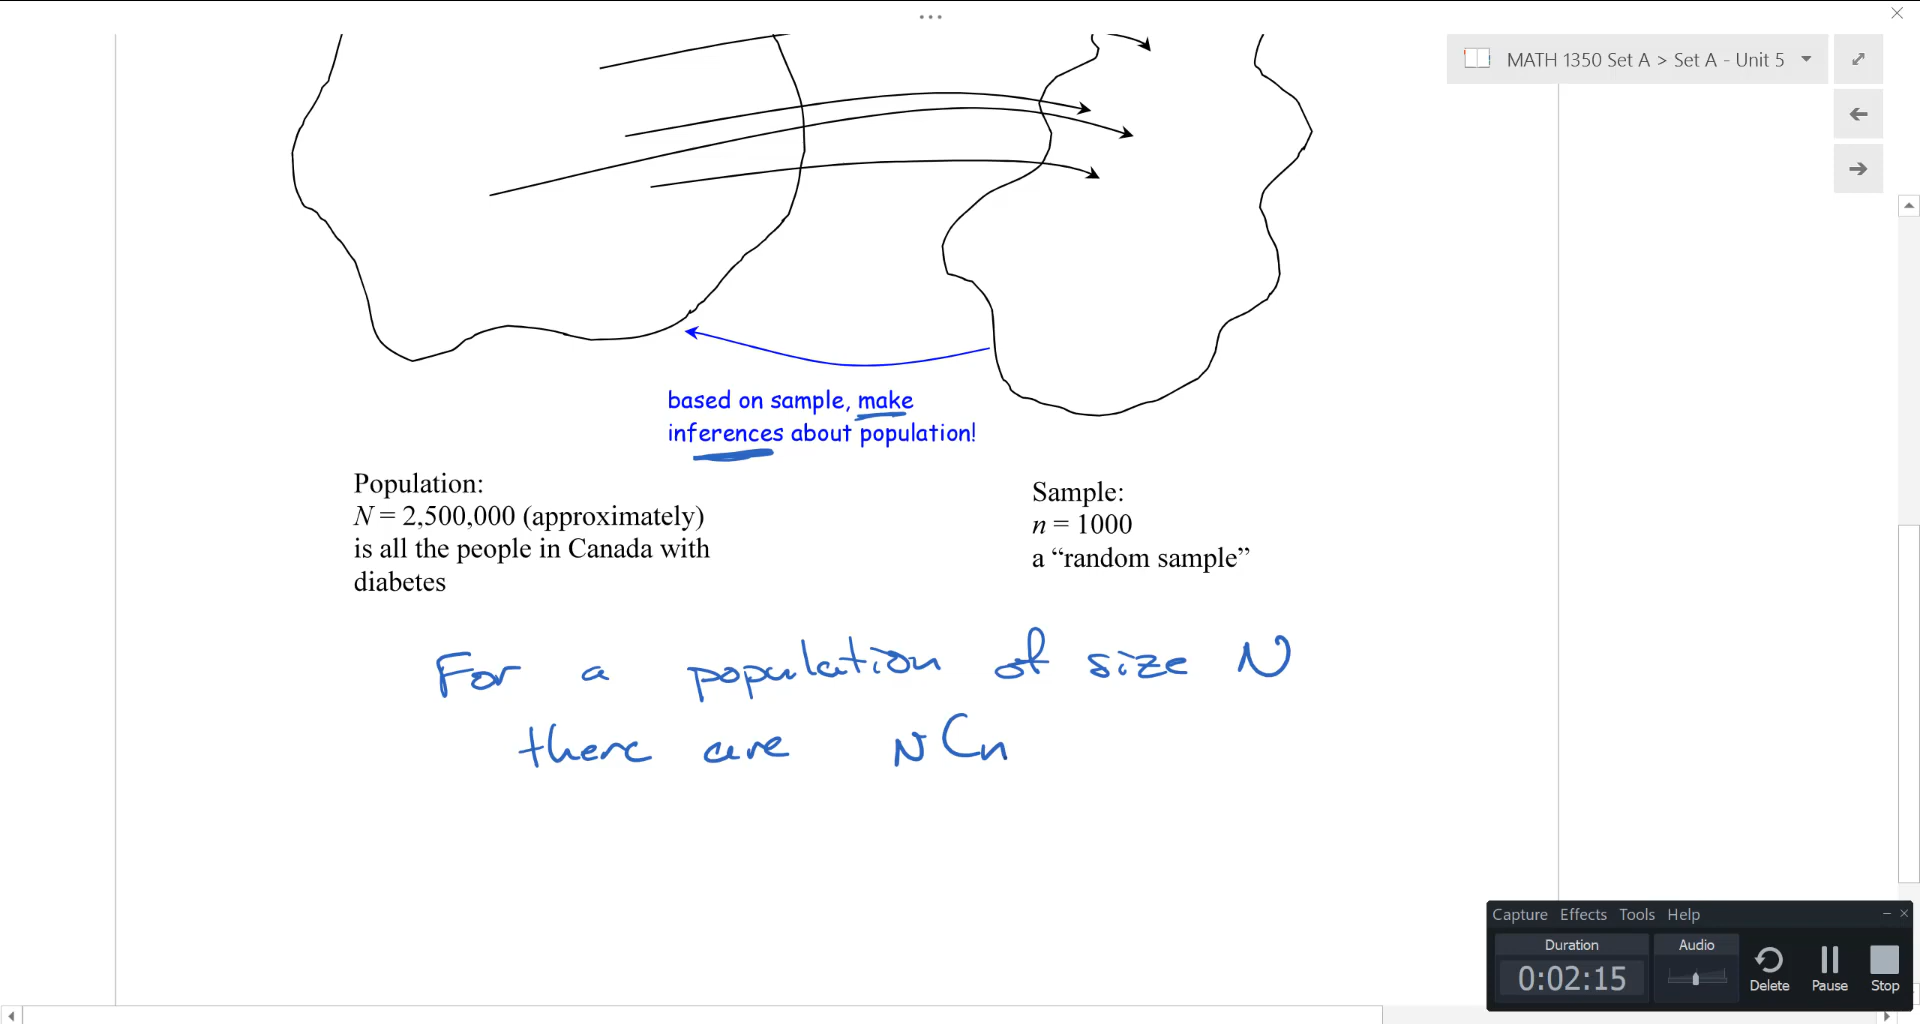 MATH 1350 Set A > Set A - Unit 5
based on sample, make
inferences about population!
Population:
N = 2,500,000 (approximately)
is all the people in Canada with
diabetes
Sample:
n = 1000
a “random sample”
For a population of size N
there are NCn
Capture Effects Tools Help
Duration
Audio
0:02:15
Delete
Pause
Stop